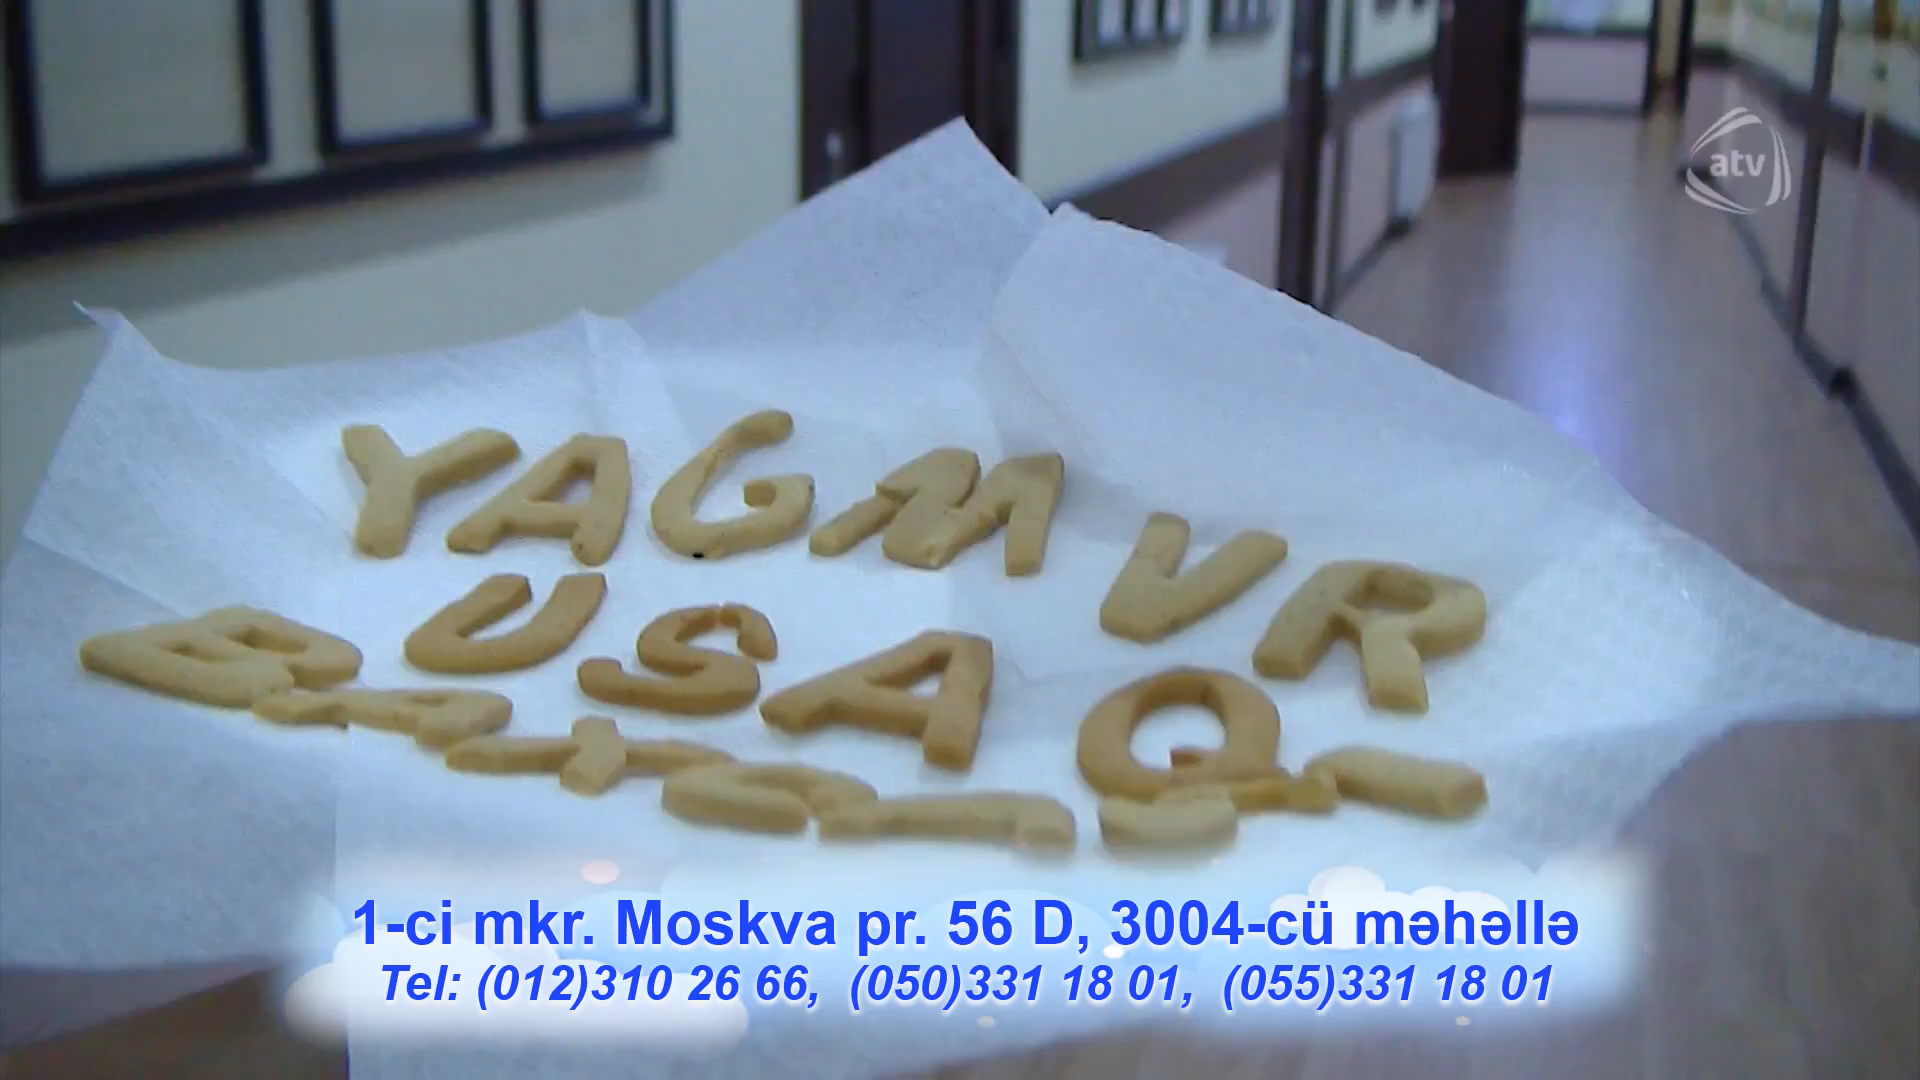 atv
YAGMVR
USAQ
1-ci mkr. Moskva pr. 56 D, 3004-cü məhəllə
Tel: (012)310 26 66, (050)331 18 01, (055)331 18 01